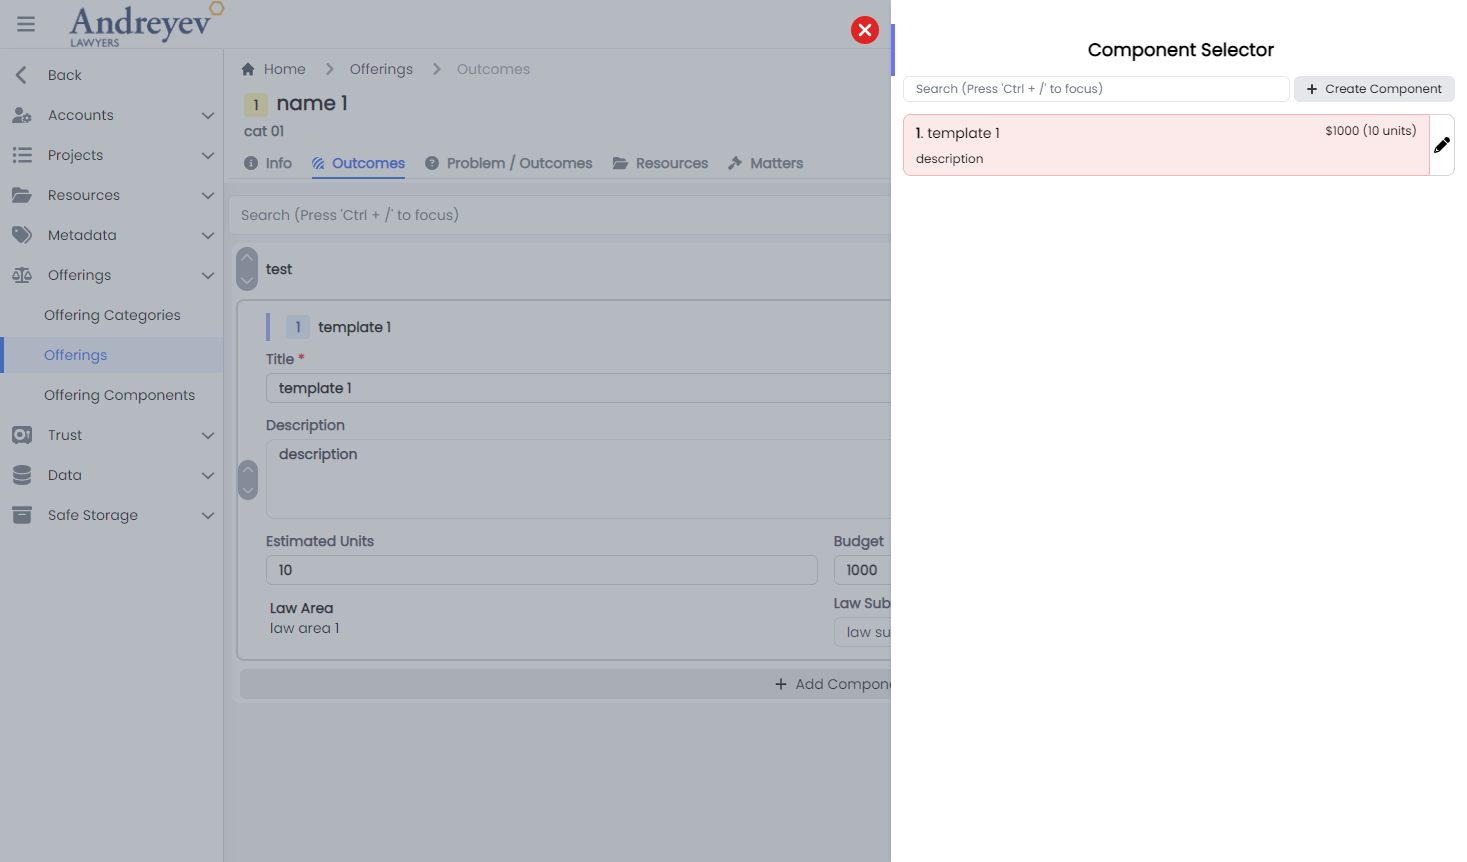 Andreyev
LAWYERS
Back
Accounts
Projects
Resources
Metadata
Offerings
Offering Categories
Offerings
Offering Components
Trust
Data
Safe Storage
Home
Offerings
Outcomes
1 name 1
cat 01
Info
Outcomes
Problem / Outcomes
Resources
Matters
Search (Press 'Ctrl + /' to focus)
test
1 template 1
Title *
template 1
Description
description
Estimated Units
10
Budget
1000
Law Area
law area 1
Law Sub
law su
+ Add Compone
Component Selector
Search (Press 'Ctrl + /' to focus)
+ Create Component
1. template 1
$1000 (10 units)
description